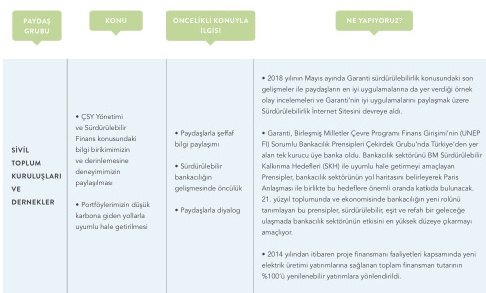 PAYDAŞ
GRUBU
KONU
ÖNCELİKLİ KONUYLA
İLGİSİ
NE YAPIYORUZ?
SİVİL
TOPLUM
KURULUŞLARI
VE
DERNEKLER
• ÇSY Yönetimi
ve Sürdürülebilir
Finans konusundaki
bilgi birikimimizin
ve derinlemesine
deneyimimizin
paylaşılması
• Portföylerimizin düşük
karbona giden yollarla
uyumlu hale getirilmesi
• Paydaşlarla şeffaf
bilgi paylaşımı
• Sürdürülebilir
bankacılığın
gelişmesinde öncülük
• Paydaşlarla diyalog
• 2018 yılının Mayıs ayında Garanti sürdürülebilirlik konusundaki son
gelişmeler ile paydaşların en iyi uygulamalarına da yer verdiği örnek
olay incelemeleri ve Garanti'nin iyi uygulamalarını paylaşmak üzere
Sürdürülebilirlik İnternet Sitesini devreye aldı.
• Garanti, Birleşmiş Milletler Çevre Programı Finans Girişimi'nin (UNEP
FI) Sorumlu Bankacılık Prensipleri Çekirdek Grubu'nda Türkiye'den yer
alan tek kurucu üye banka oldu. Bankacılık sektörünü BM Sürdürülebilir
Kalkınma Hedefleri (SKH) ile uyumlu hale getirmeyi amaçlayan
Prensipler, bankacılık sektörünün yol haritasını belirleyerek Paris
Anlaşması ile birlikte bu hedeflere önemli oranda katkıda bulunacak.
21. yüzyıl toplumunda ve ekonomisinde bankacılığın yeni rolünü
tanımlayan bu prensipler, sürdürülebilir, eşit ve refah bir geleceğe
ulaşmada bankacılık sektörünün etkisini en yüksek düzeye çıkarmayı
amaçlıyor.
• 2014 yılından itibaren proje finansmanı faaliyetleri kapsamında yeni
elektrik üretimi yatırımlarına sağlanan toplam finansman tutarının
%100'ü yenilenebilir yatırımlara yönlendirildi.